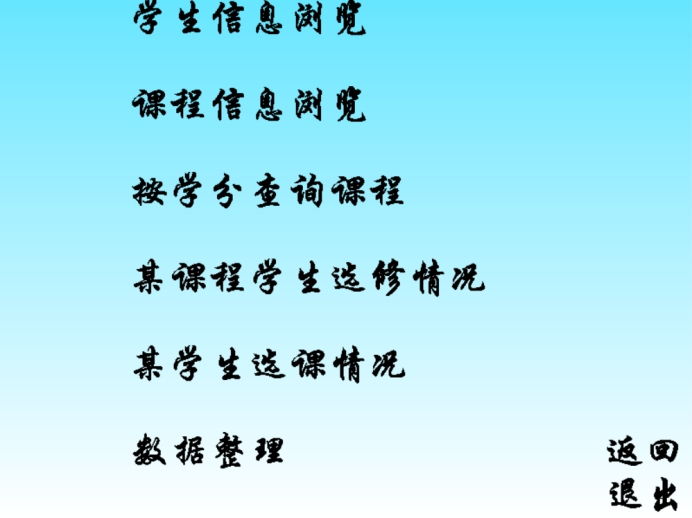 学生信息浏览
课程信息浏览
按学分查询课程
某课程学生选修情况
某学生选课情况
数据整理
返回
退出